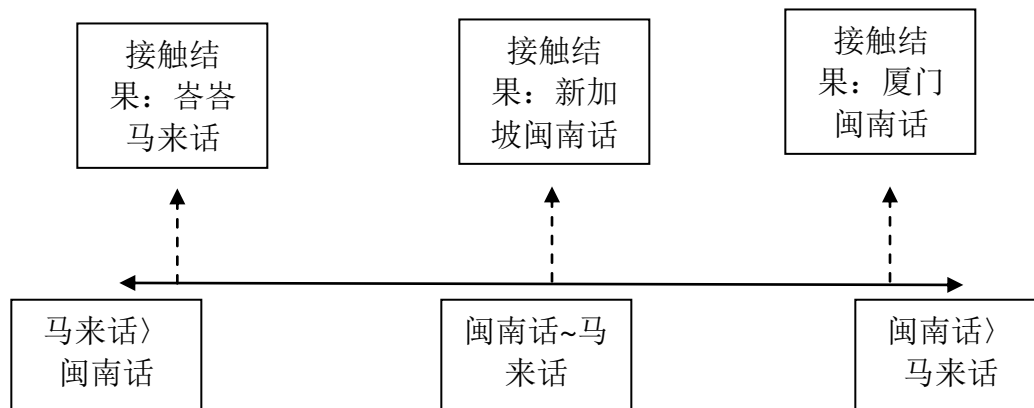 接触结
果：峇峇
马来话
接触结
果：新加
坡闽南话
接触结
果：厦门
闽南话
马来话〉
闽南话
闽南话~马
来话
闽南话〉
马来话